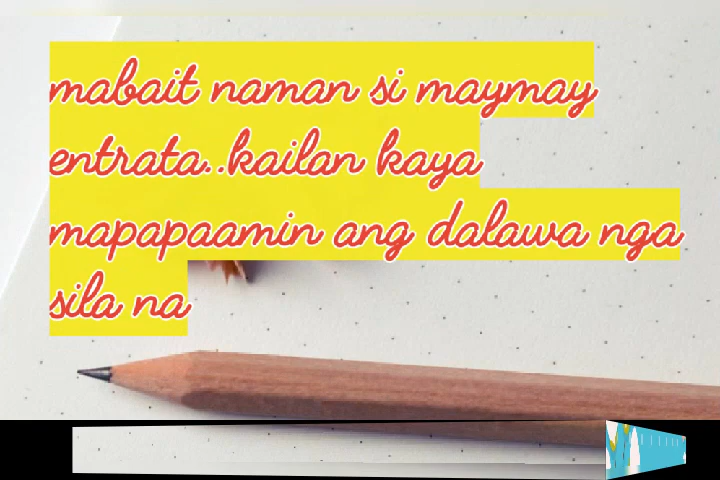 mabait naman si maymay
entrata..kailan kaya
mapapaamin ang dalawa nga
sila na